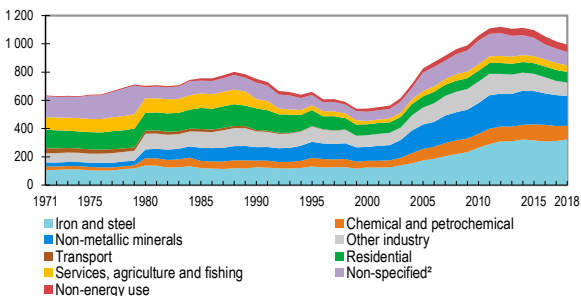 1 400
1 200
1 000
800
600
400
200
0
1971 1975 1980 1985 1990 1995 2000 2005 2010 2015 2018
Iron and steel Chemical and petrochemical
Non-metallic minerals Other industry
Transport Residential
Services, agriculture and fishing Non-specified²
Non-energy use